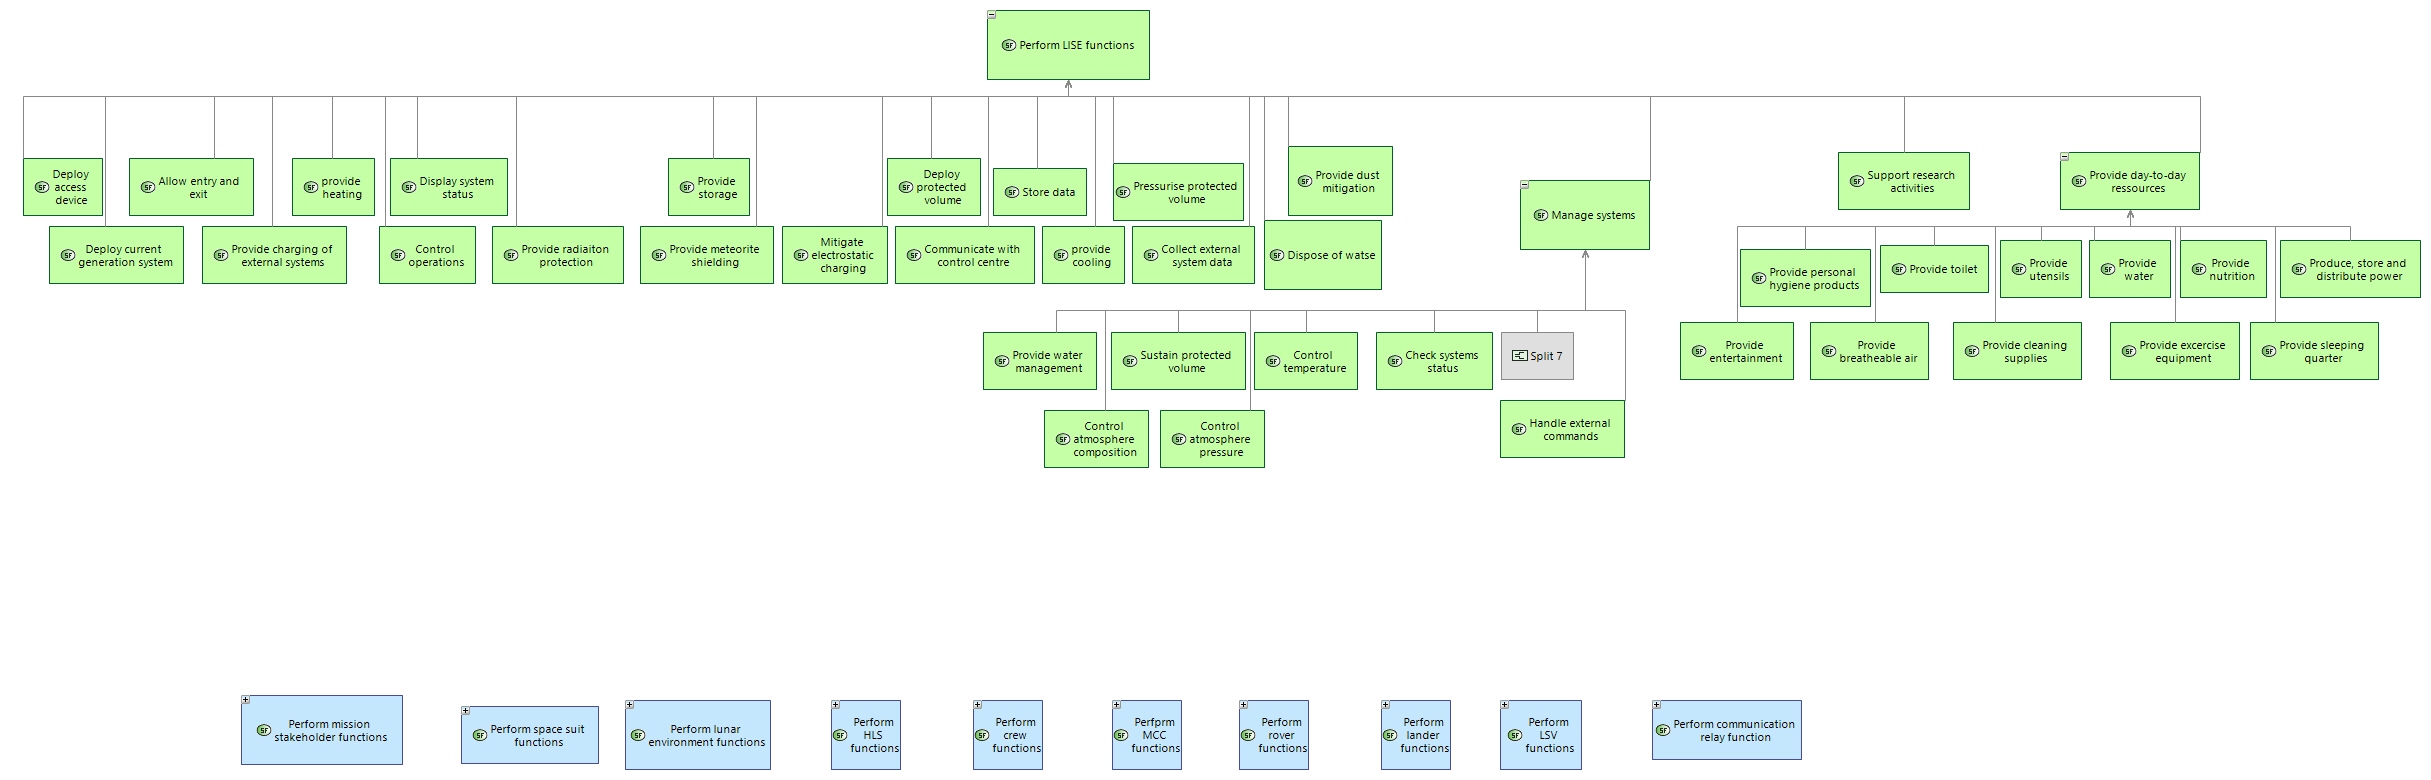 Perform LISE functions
Deploy
access
device
Allow entry and
exit
provide
heating
Display system
status
Provide
storage
Deploy
protected
volume
Store data
Pressurise protected
volume
Provide dust
mitigation
Manage systems
Support research
activities
Provide day-to-day
ressources
Deploy current
generation system
Provide charging of
external systems
Control
operations
Provide radiaiton
protection
Provide meteorite
shielding
Mitigate
electrostatic
charging
Communicate with
control centre
provide
cooling
Collect external
system data
Dispose of watse
Provide personal
hygiene products
Provide toilet
Provide
utensils
Provide
water
Provide
nutrition
Produce, store and
distribute power
Provide water
management
Sustain protected
volume
Control
temperature
Check systems
status
Split 7
Provide
entertainment
Provide
breatheable air
Provide cleaning
supplies
Provide excercise
equipment
Provide sleeping
quarter
Control
atmosphere
composition
Control
atmosphere
pressure
Handle external
commands
Perform mission
stakeholder functions
Perform space suit
functions
Perform lunar
environment functions
Perform
HLS
functions
Perform
crew
functions
Perfprm
MCC
functions
Perform
rover
functions
Perform
lander
functions
Perform
LSV
functions
Perform communication
relay function